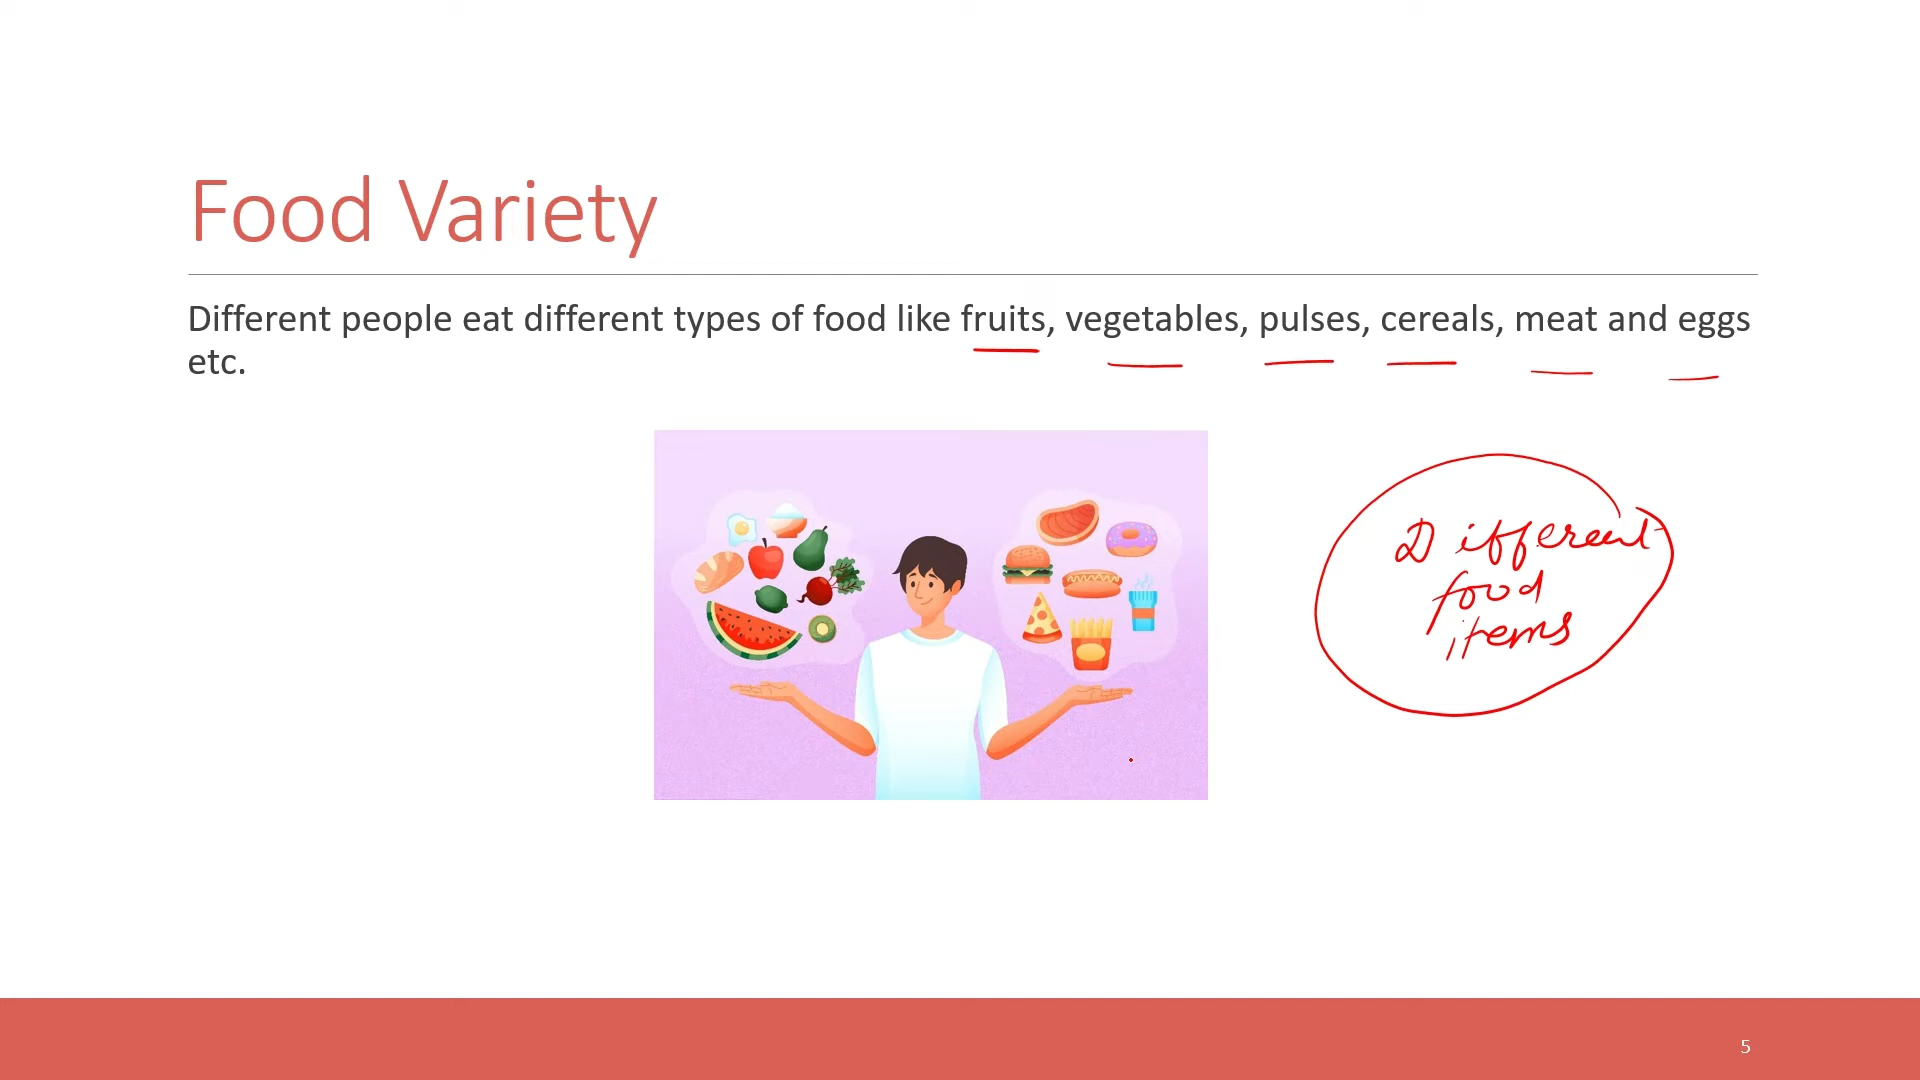 Food Variety
Different people eat different types of food like fruits, vegetables, pulses, cereals, meat and eggs
etc.
Different
food
items
5